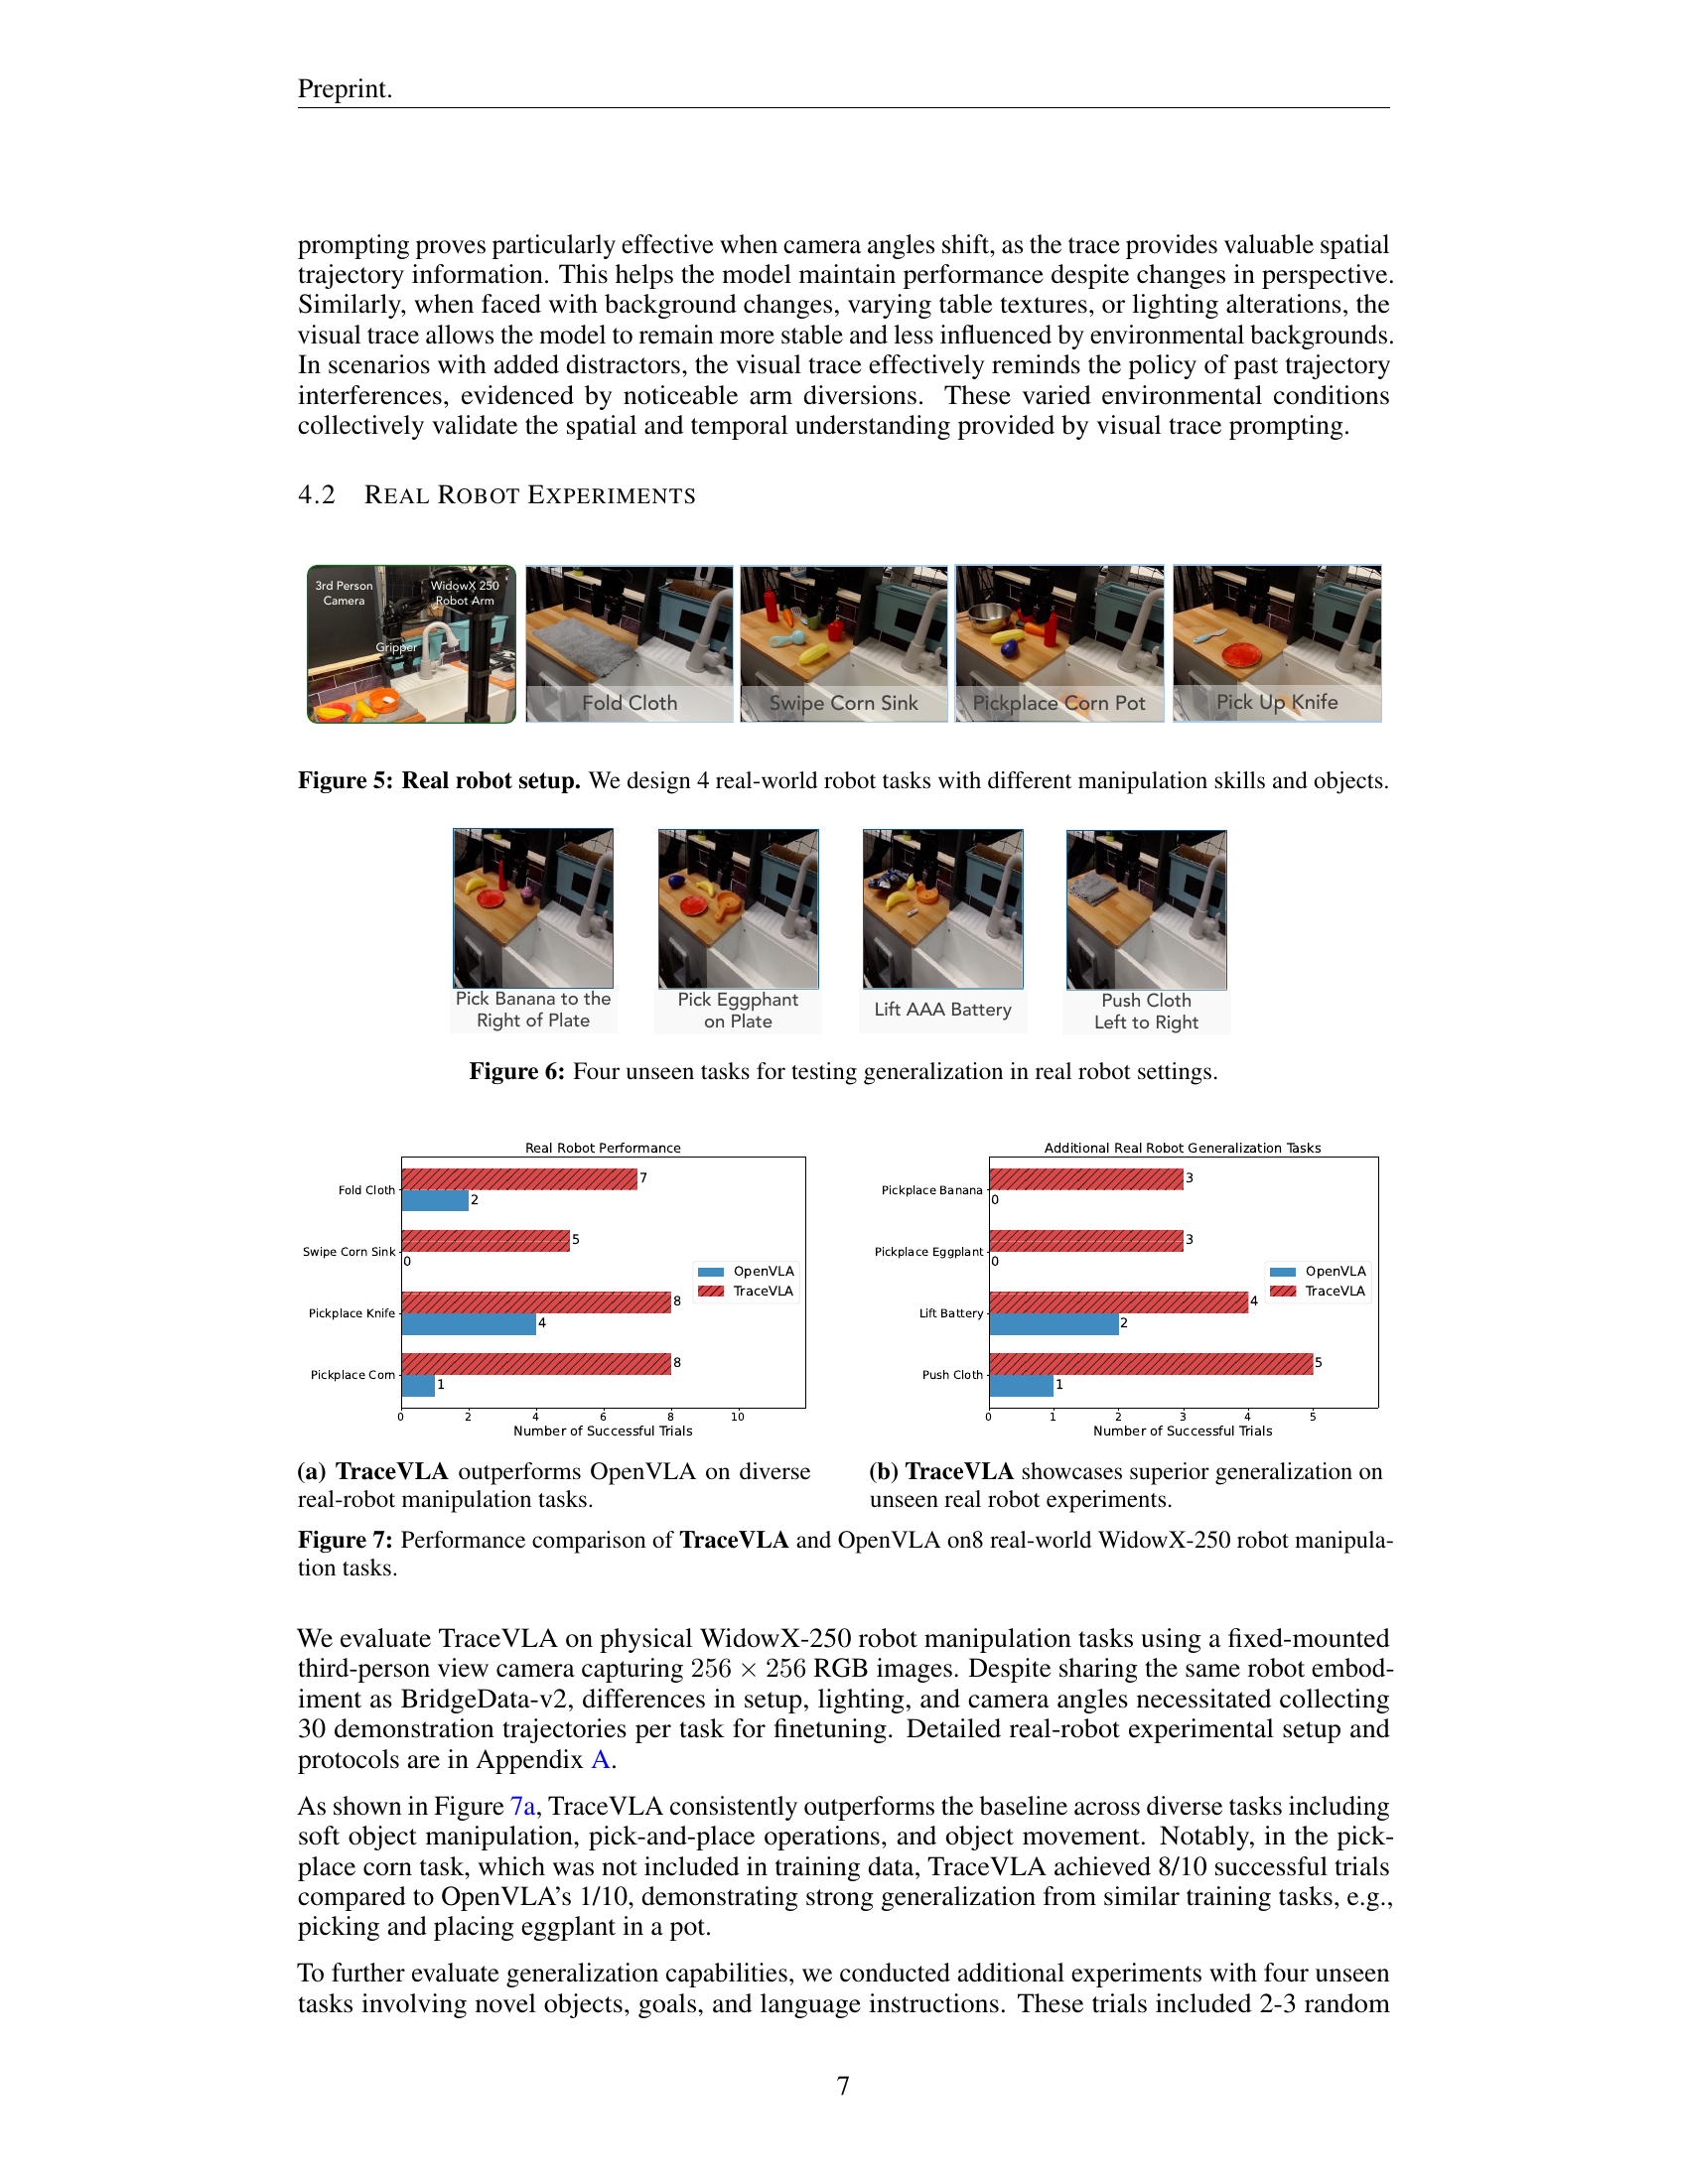 Preprint.
prompting proves particularly effective when camera angles shift, as the trace provides valuable spatial
trajectory information. This helps the model maintain performance despite changes in perspective.
Similarly, when faced with background changes, varying table textures, or lighting alterations, the
visual trace allows the model to remain more stable and less influenced by environmental backgrounds.
In scenarios with added distractors, the visual trace effectively reminds the policy of past trajectory
interferences, evidenced by noticeable arm diversions. These varied environmental conditions
collectively validate the spatial and temporal understanding provided by visual trace prompting.
4.2 REAL ROBOT EXPERIMENTS
3rd Person
Camera
WidowX 250
Robot Arm
Gripper
Fold Cloth
Swipe Corn Sink
Pickplace Corn Pot
Pick Up Knife
Figure 5: Real robot setup. We design 4 real-world robot tasks with different manipulation skills and objects.
Pick Banana to the
Right of Plate
Pick Eggphant
on Plate
Lift AAA Battery
Push Cloth
Left to Right
Figure 6: Four unseen tasks for testing generalization in real robot settings.
Real Robot Performance
Fold Cloth
7
2
Swipe Corn Sink
5
0
Pickplace Knife
8
4
Pickplace Corn
8
1
OpenVLA
TraceVLA
0 2 4 6 8 10
Number of Successful Trials
Additional Real Robot Generalization Tasks
Pickplace Banana
3
0
Pickplace Eggplant
3
0
Lift Battery
4
2
Push Cloth
5
1
OpenVLA
TraceVLA
0 1 2 3 4 5
Number of Successful Trials
(a) TraceVLA outperforms OpenVLA on diverse
real-robot manipulation tasks.
(b) TraceVLA showcases superior generalization on
unseen real robot experiments.
Figure 7: Performance comparison of TraceVLA and OpenVLA on8 real-world WidowX-250 robot manipula-
tion tasks.
We evaluate TraceVLA on physical WidowX-250 robot manipulation tasks using a fixed-mounted
third-person view camera capturing 256 × 256 RGB images. Despite sharing the same robot embod-
iment as BridgeData-v2, differences in setup, lighting, and camera angles necessitated collecting
30 demonstration trajectories per task for finetuning. Detailed real-robot experimental setup and
protocols are in Appendix A.
As shown in Figure 7a, TraceVLA consistently outperforms the baseline across diverse tasks including
soft object manipulation, pick-and-place operations, and object movement. Notably, in the pick-
place corn task, which was not included in training data, TraceVLA achieved 8/10 successful trials
compared to OpenVLA's 1/10, demonstrating strong generalization from similar training tasks, e.g.,
picking and placing eggplant in a pot.
To further evaluate generalization capabilities, we conducted additional experiments with four unseen
tasks involving novel objects, goals, and language instructions. These trials included 2-3 random
7